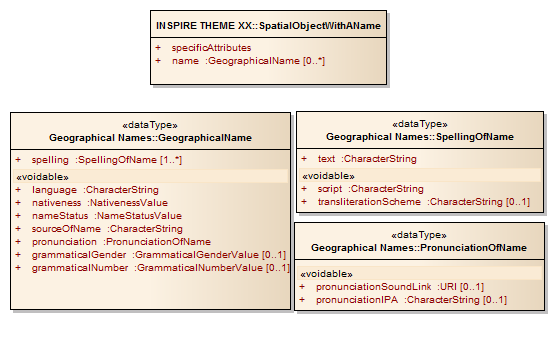 INSPIRE THEME XX::SpatialObjectWithAName
+ specificAttributes
+ name :GeographicalName [0..*]
«dataType»
Geographical Names::GeographicalName
+ spelling :SpellingOfName [1..*]
«voidable»
+ language :CharacterString
+ nativeness :NativenessValue
+ nameStatus :NameStatusValue
+ sourceOfName :CharacterString
+ pronunciation :PronunciationOfName
+ grammaticalGender :GrammaticalGenderValue [0..1]
+ grammaticalNumber :GrammaticalNumberValue [0..1]
«dataType»
Geographical Names::SpellingOfName
+ text :CharacterString
«voidable»
+ script :CharacterString
+ transliterationScheme :CharacterString [0..1]
«dataType»
Geographical Names::PronunciationOfName
«voidable»
+ pronunciationSoundLink :URI [0..1]
+ pronunciationIPA :CharacterString [0..1]